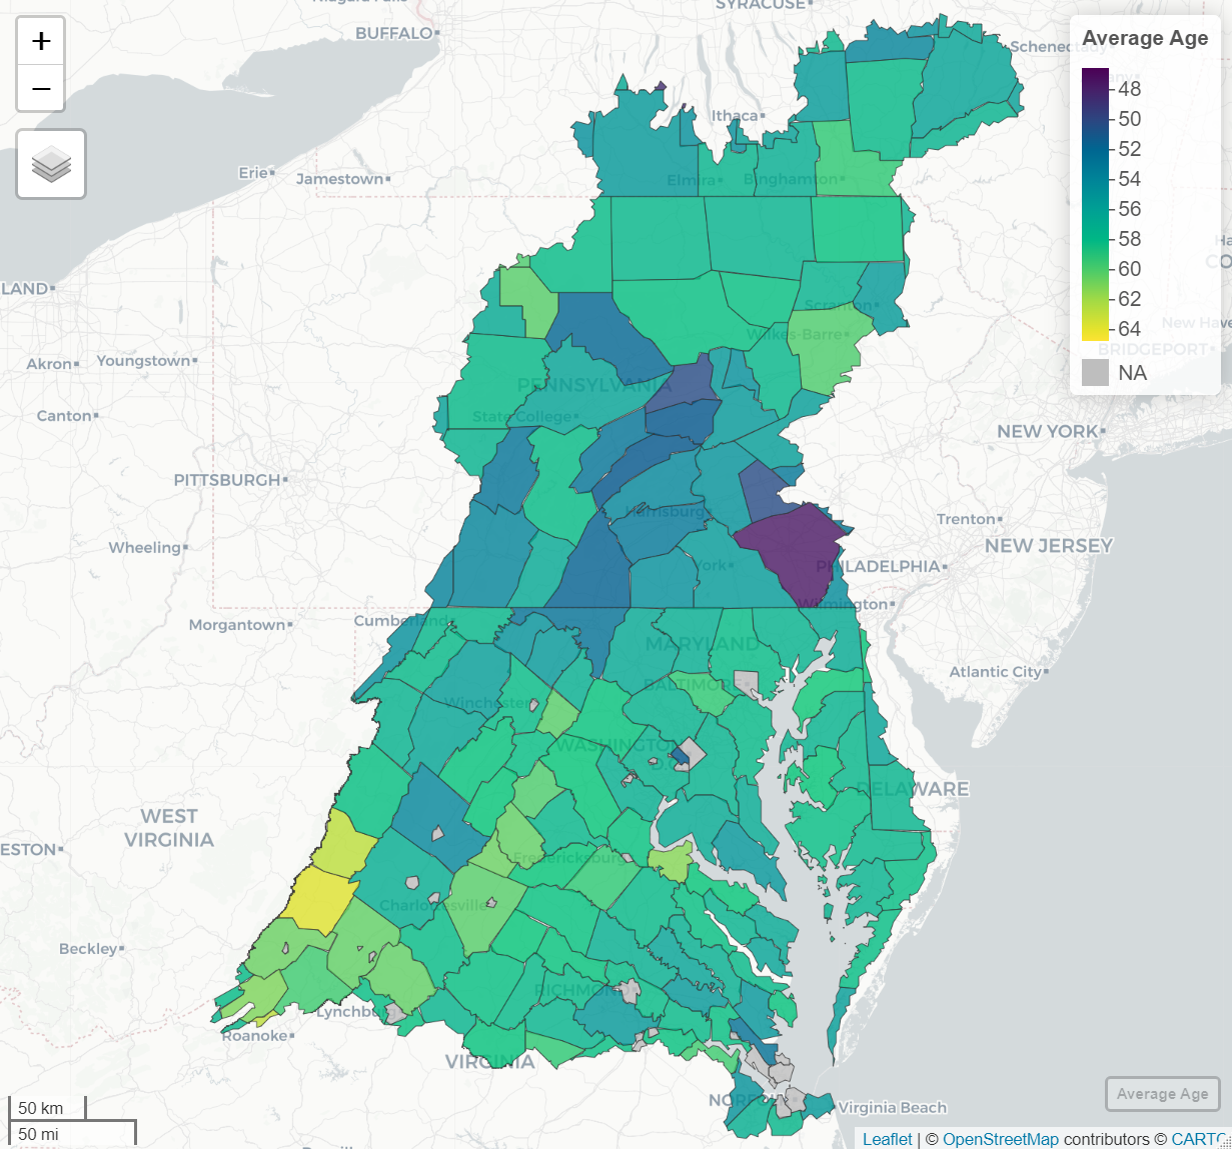 SYRACUSE
BUFFALO
Schenectady
Ithaca
Erie
Jamestown
Elmira
Binghamton
LAND
Scranton
New Hav
Wilkes-Barre
BRIDGEPORT
Akron
Youngstown
PENNSYLVANIA
Canton
State College
NEW YORK
PITTSBURGH
Harrisburg
Trenton
Wheeling
NEW JERSEY
York
PHILADELPHIA
Wilmington
Morgantown
Cumberland
MARYLAND
Atlantic City
BALTIMORE
Winchester
WASHINGTON
D.C.
DELAWARE
WEST
VIRGINIA
ESTON
Fredericksburg
Charlottesville
Beckley
RICHMOND
Lynchburg
Roanoke
VIRGINIA
NORFOLK
Virginia Beach
+
−
Average Age
48
50
52
54
56
58
60
62
64
NA
Average Age
50 km
50 mi
Leaflet | © OpenStreetMap contributors © CARTO